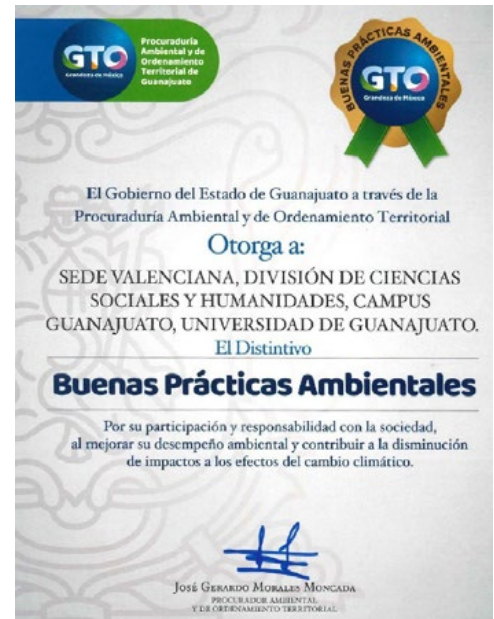 GTO
Grandeza de México
Procuraduría
Ambiental y de
Ordenamiento
Territorial de
Guanajuato
BUENAS PRÁCTICAS AMBIENTALES
GTO
Grandeza de México
El Gobierno del Estado de Guanajuato a través de la
Procuraduría Ambiental y de Ordenamiento Territorial
Otorga a:
SEDE VALENCIANA, DIVISIÓN DE CIENCIAS
SOCIALES Y HUMANIDADES, CAMPUS
GUANAJUATO, UNIVERSIDAD DE GUANAJUATO.
El Distintivo
Buenas Prácticas Ambientales
Por su participación y responsabilidad con la sociedad,
al mejorar su desempeño ambiental y contribuir a la disminución
de impactos a los efectos del cambio climático.
José Gerardo Morales Moncada
PROCURADOR AMBIENTAL
Y DE ORDENAMIENTO TERRITORIAL